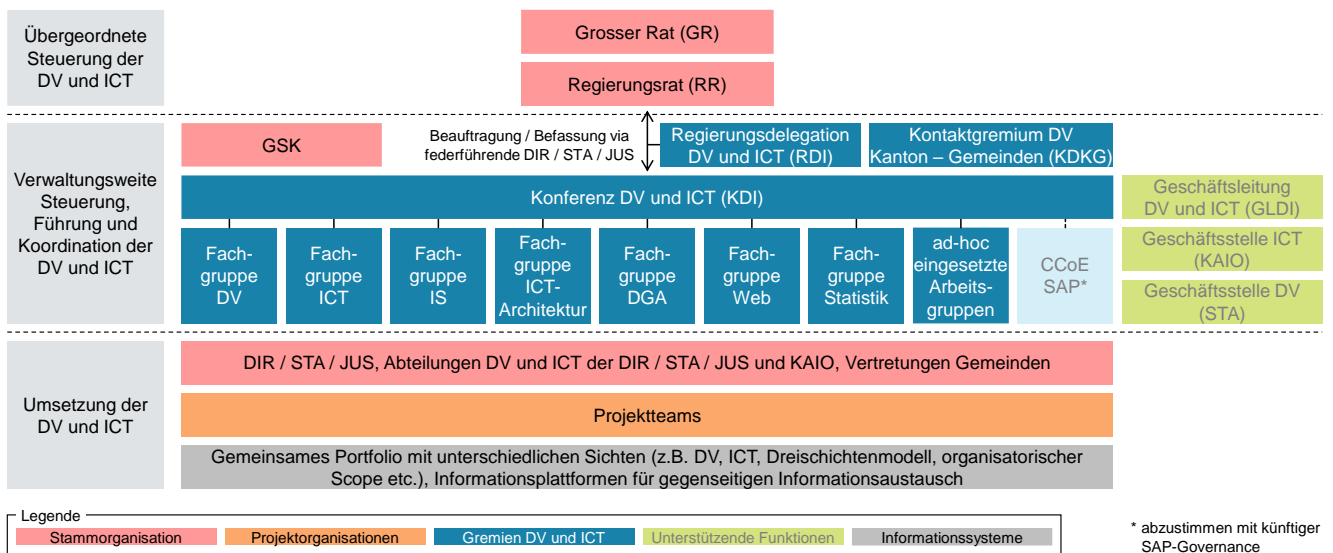 Übergeordnete
Steuerung der
DV und ICT
Grosser Rat (GR)
Regierungsrat (RR)
Verwaltungsweite
Steuerung,
Führung und
Koordination der
DV und ICT
GSK
Beauftragung / Befassung via
federführende DIR / STA / JUS
Regierungsdelegation
DV und ICT (RDI)
Kontaktgremium DV
Kanton – Gemeinden (KDKG)
Konferenz DV und ICT (KDI)
Fach-
gruppe
DV
Fach-
gruppe
ICT
Fach-
gruppe
IS
Fach-
gruppe
ICT-
Architektur
Fach-
gruppe
DGA
Fach-
gruppe
Web
Fach-
gruppe
Statistik
ad-hoc
eingesetzte
Arbeits-
gruppen
CCoE
SAP*
Geschäftsleitung
DV und ICT (GLDI)
Geschäftsstelle ICT
(KAIO)
Geschäftsstelle DV
(STA)
Umsetzung der
DV und ICT
DIR / STA / JUS, Abteilungen DV und ICT der DIR / STA / JUS und KAIO, Vertretungen Gemeinden
Projektteams
Gemeinsames Portfolio mit unterschiedlichen Sichten (z.B. DV, ICT, Dreischichtenmodell, organisatorischer
Scope etc.), Informationsplattformen für gegenseitigen Informationsaustausch
Legende
Stammorganisation
Projektorganisationen
Gremien DV und ICT
Unterstützende Funktionen
Informationssysteme
* abzustimmen mit künftiger
SAP-Governance